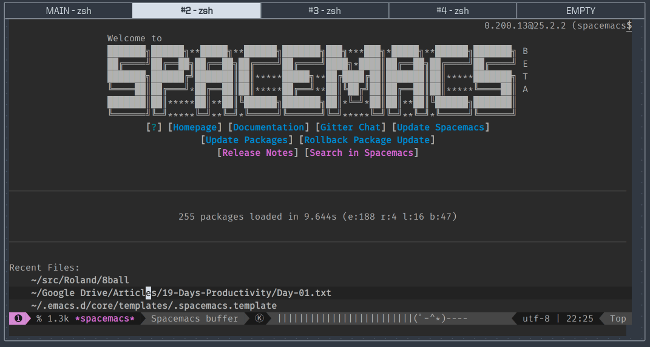 MAIN - zsh #2 - zsh #3 - zsh #4 - zsh EMPTY
0.200.13@25.2.2 (spacemacs)
Welcome to
SPACEMACS
B
E
T
A
[?] [Homepage] [Documentation] [Gitter Chat] [Update Spacemacs]
[Update Packages] [Rollback Package Update]
[Release Notes] [Search in Spacemacs]
255 packages loaded in 9.644s (e:188 r:4 l:16 b:47)
Recent Files:
~/src/Roland/8ball
~/Google Drive/Articles/19-Days-Productivity/Day-01.txt
~/.emacs.d/core/templates/.spacemacs.template
❶ % 1.3k *spacemacs* Spacemacs buffer Ⓚ ||||||||||||||||||||||||||(`-^★)---- utf-8 | 22:25 Top